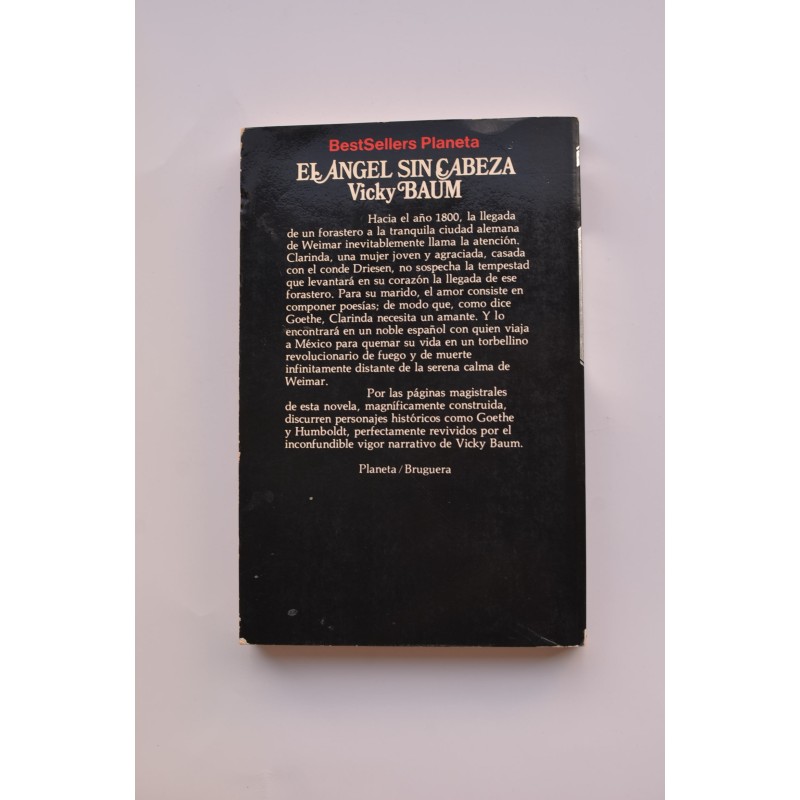 BestSellers Planeta
EL ANGEL SIN CABEZA
Vicky BAUM
Hacia el año 1800, la llegada
de un forastero a la tranquila ciudad alemana
de Weimar inevitablemente llama la atención.
Clarinda, una mujer joven y agraciada, casada
con el conde Driesen, no sospecha la tempestad
que levantará en su corazón la llegada de ese
forastero. Para su marido, el amor consiste en
componer poesías; de modo que, como dice
Goethe, Clarinda necesita un amante. Y lo
encontrará en un noble español con quien viaja
a México para quemar su vida en un torbellino
revolucionario de fuego y de muerte
infinitamente distante de la serena calma de
Weimar.
Por las páginas magistrales
de esta novela, magníficamente construida,
discurren personajes históricos como Goethe
y Humboldt, perfectamente revividos por el
inconfundible vigor narrativo de Vicky Baum.
Planeta/Bruguera